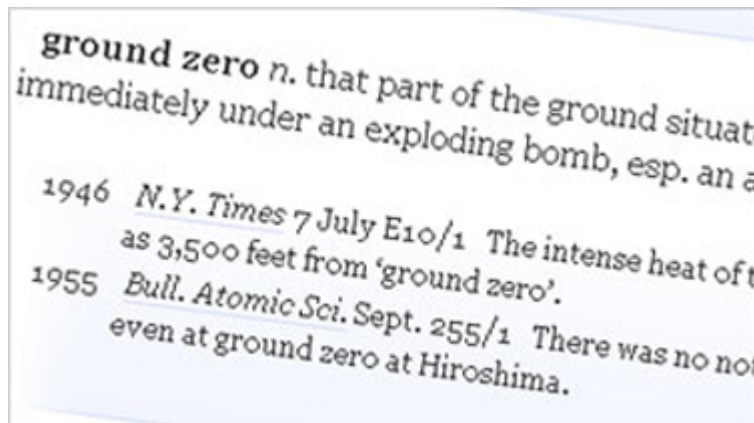 ground zero n. that part of the ground situat
immediately under an exploding bomb, esp. an a
1946 N.Y. Times 7 July E10/1 The intense heat of t
as 3,500 feet from ‘ground zero’.
1955 Bull. Atomic Sci. Sept. 255/1 There was no not
even at ground zero at Hiroshima.